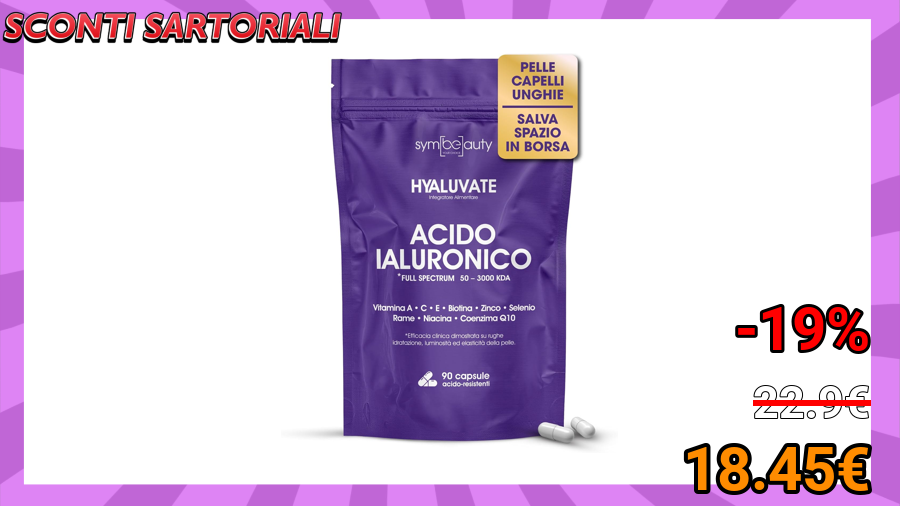 SCONTI SARTORIALI
PELLE
CAPELLI
UNGHIE
SALVA
SPAZIO
IN BORSA
sym[be]auty
HYALUVATE
Integratore Alimentare
ACIDO
IALURONICO
*FULL SPECTRUM 50 – 3000 KDA
Vitamina A • C • E • Biotina • Zinco • Selenio
Rame • Niacina • Coenzima Q10
*Efficacia clinica dimostrata su rughe
idratazione, luminosità ed elasticità della pelle.
90 capsule
acido-resistenti
-19%
22.9€
18.45€